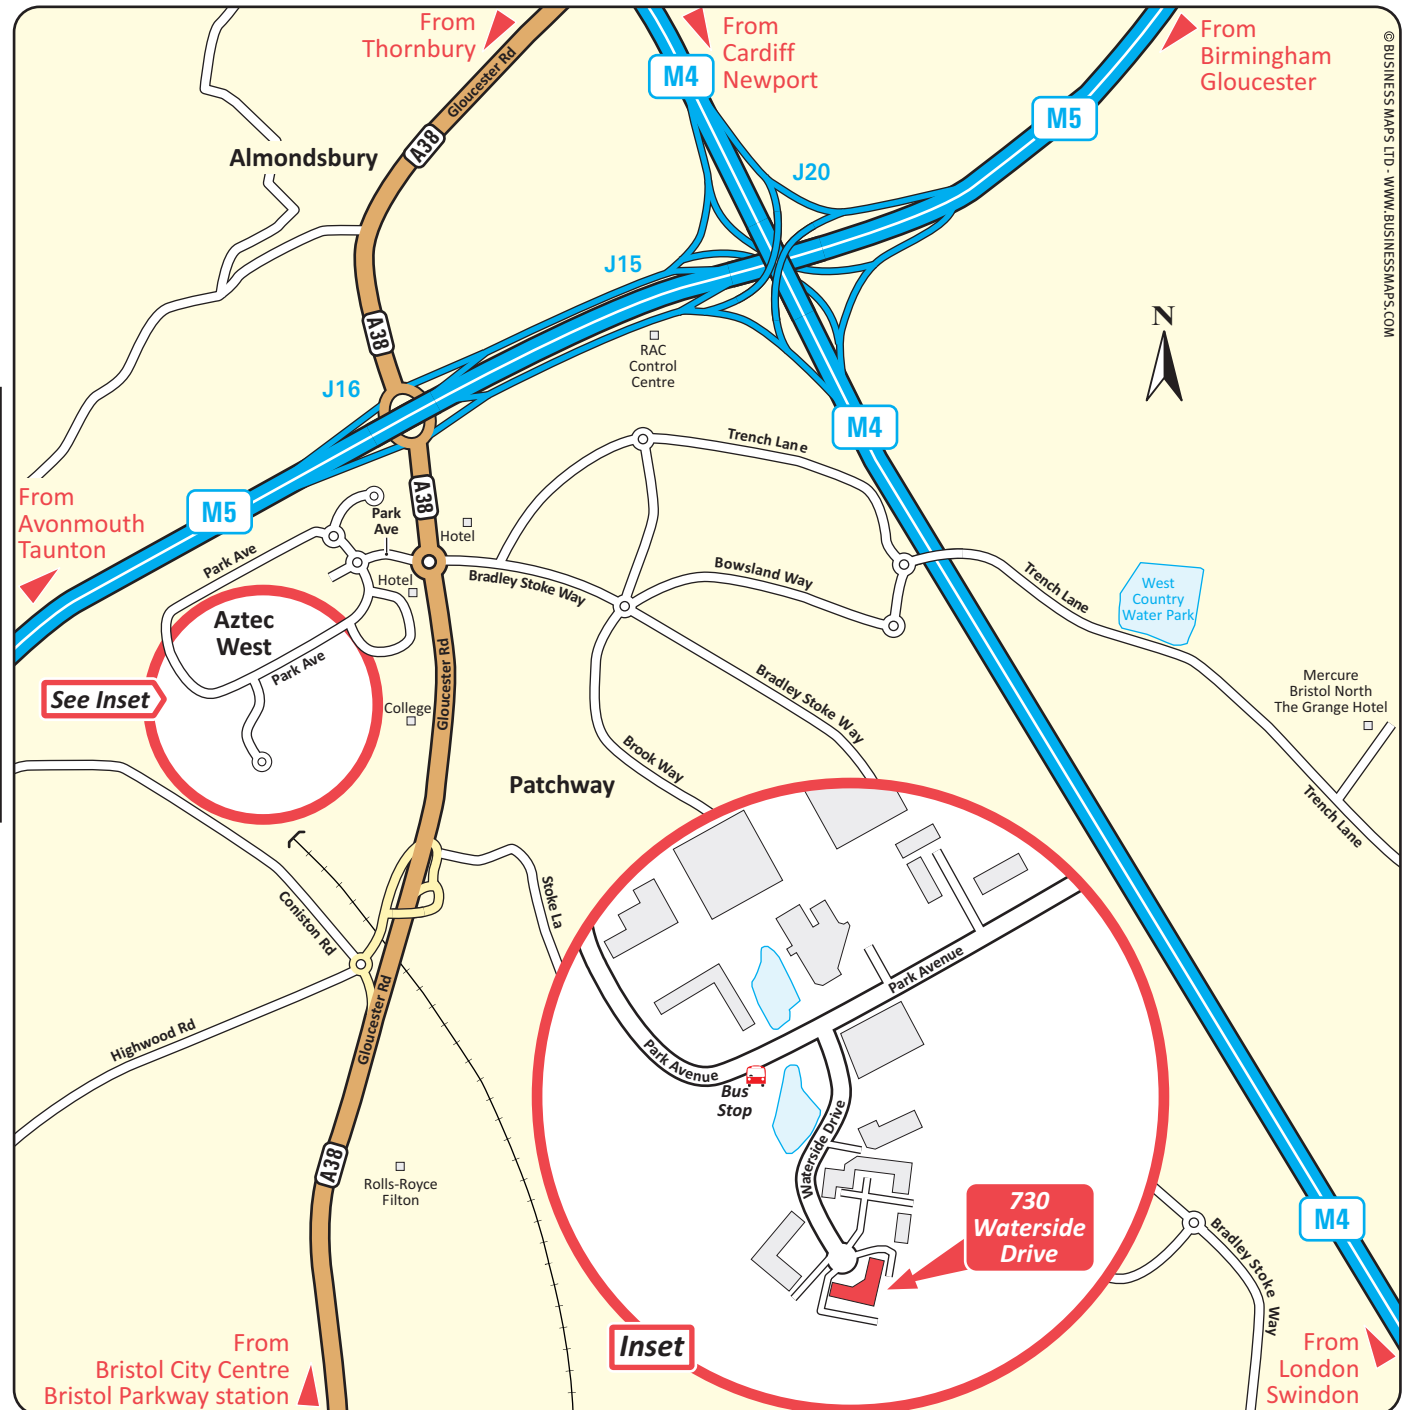 From
Thornbury
From
Cardiff
Newport
From
Birmingham
Gloucester
© BUSINESS MAPS LTD - WWW.BUSINESSMAPS.COM
Gloucester Rd
M4
M5
A38
Almondsbury
J20
J15
N
A38
RAC
Control
Centre
J16
M4
Trench Lane
From
Avonmouth
Taunton
M5
A38
Park
Ave
Hotel
Park Ave
Hotel
Bradley Stoke Way
Bowsland Way
Trench Lane
West
Country
Water Park
Aztec
West
Park Ave
Gloucester Rd
See Inset
College
Bradley Stoke Way
Mercure
Bristol North
The Grange Hotel
Brook Way
Patchway
Trench Lane
Coniston Rd
Stoke La
Park Avenue
Gloucester Rd
Highwood Rd
Park Avenue
Bus
Stop
Waterside Drive
A38
Rolls-Royce
Filton
730
Waterside
Drive
M4
Bradley Stoke Way
Inset
From
Bristol City Centre
Bristol Parkway station
From
London
Swindon